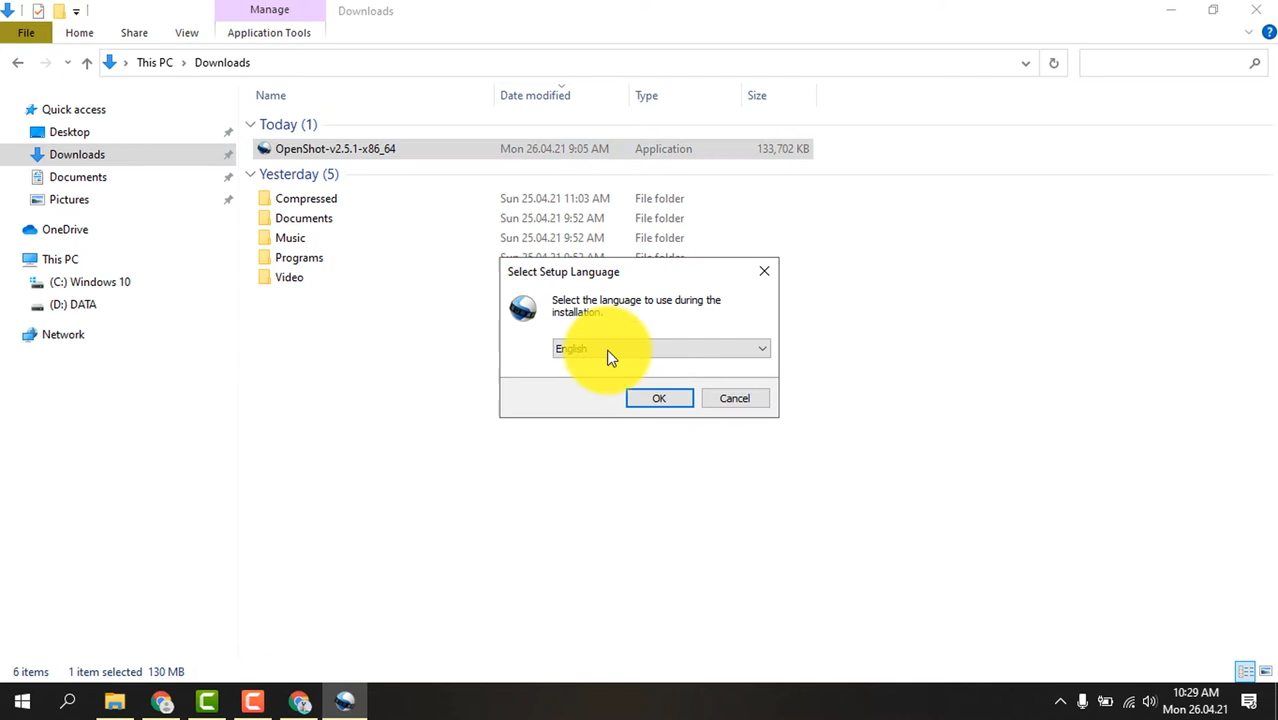 Manage
Downloads
File
Home
Share
View
Application Tools
This PC
Downloads
Name
Date modified
Type
Size
Quick access
Desktop
Downloads
Documents
Pictures
OneDrive
This PC
(C:) Windows 10
(D:) DATA
Network
Today (1)
OpenShot-v2.5.1-x86_64 Mon 26.04.21 9:05 AM Application 133,702 KB
Yesterday (5)
Compressed Sun 25.04.21 11:03 AM File folder
Documents Sun 25.04.21 9:52 AM File folder
Music Sun 25.04.21 9:52 AM File folder
Programs File folder
Video
Select Setup Language
Select the language to use during the
installation.
English
OK
Cancel
6 items
1 item selected 130 MB
10:29 AM
Mon 26.04.21